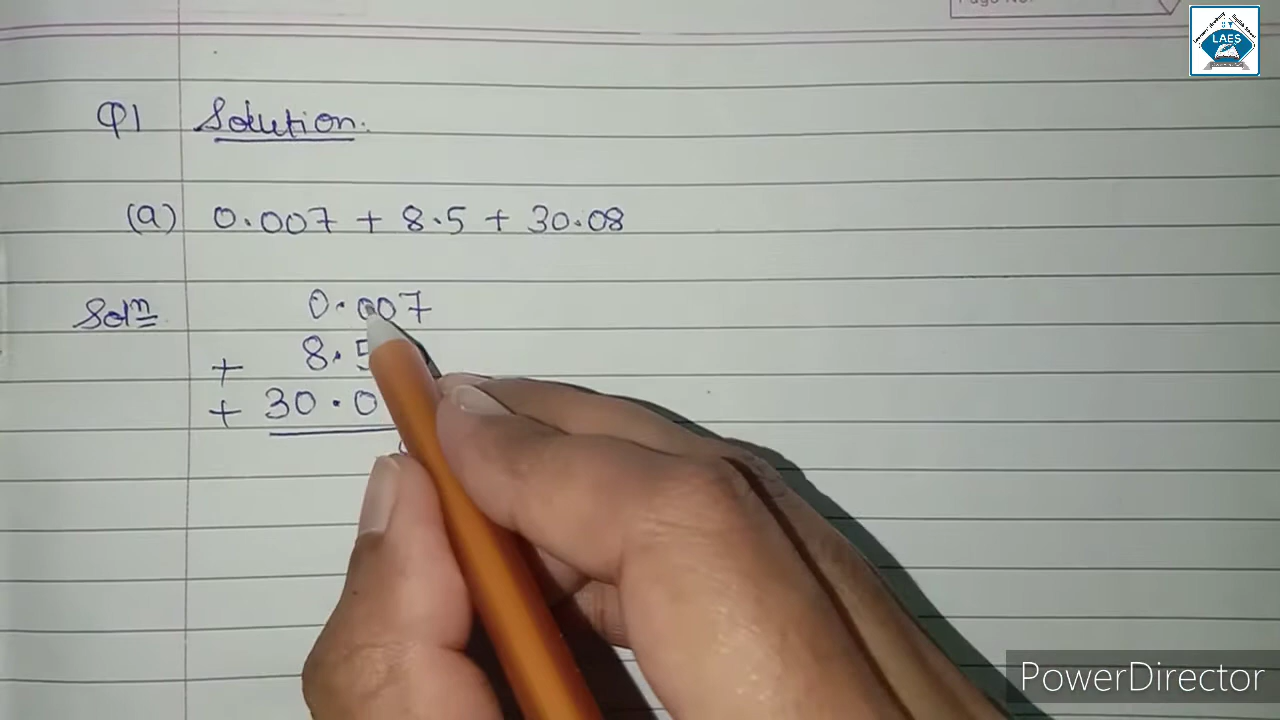 Q1 Solution.
(a) 0.007 + 8.5 + 30.08
Solⁿ 0.007
+ 8.5
+ 30.0
LAES
PowerDirector